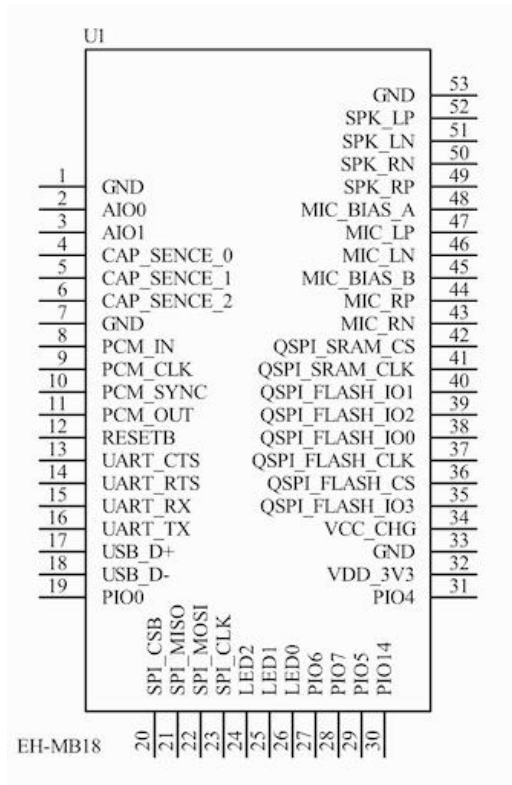 U1
53
GND
52
SPK_LP
51
SPK_LN
50
SPK_RN
49
SPK_RP
48
MIC_BIAS_A
47
MIC_LP
46
MIC_LN
45
MIC_BIAS_B
44
MIC_RP
43
MIC_RN
42
QSPI_SRAM_CS
41
QSPI_SRAM_CLK
40
QSPI_FLASH_IO1
39
QSPI_FLASH_IO2
38
QSPI_FLASH_IO0
37
QSPI_FLASH_CLK
36
QSPI_FLASH_CS
35
QSPI_FLASH_IO3
34
VCC_CHG
33
GND
32
VDD_3V3
31
PIO4
1
GND
2
AIO0
3
AIO1
4
CAP_SENCE_0
5
CAP_SENCE_1
6
CAP_SENCE_2
7
GND
8
PCM_IN
9
PCM_CLK
10
PCM_SYNC
11
PCM_OUT
12
RESETB
13
UART_CTS
14
UART_RTS
15
UART_RX
16
UART_TX
17
USB_D+
18
USB_D-
19
PIO0
SPI_CSB
SPI_MISO
SPI_MOSI
SPI_CLK
LED2
LED1
LED0
PIO6
PIO7
PIO5
PIO14
20
21
22
23
24
25
26
27
28
29
30
EH-MB18